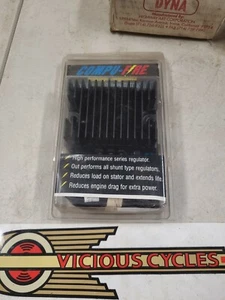 DYNA
COMPU-FIRE
High performance series regulator.
Out performs all shunt type regulators.
Reduces load on stator and extends life.
Reduces engine drag for extra power.
VICIOUS CYCLES